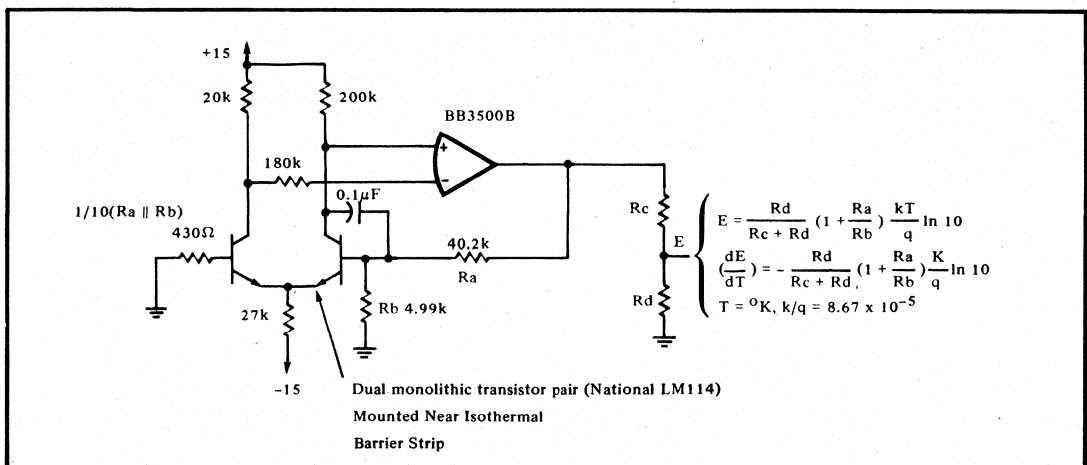 +15
20k
200k
BB3500B
180k
0.1μF
1/10(Ra ∥ Rb)
430Ω
+
−
Rc
E
Rd
40.2k
Ra
Rb 4.99k
27k
−15
E = Rd / (Rc + Rd) (1 + Ra/Rb) kT/q ln 10
(dE/dT) = − Rd / (Rc + Rd) (1 + Ra/Rb) K/q ln 10
T = °K, k/q = 8.67 x 10⁻⁵
Dual monolithic transistor pair (National LM114)
Mounted Near Isothermal
Barrier Strip